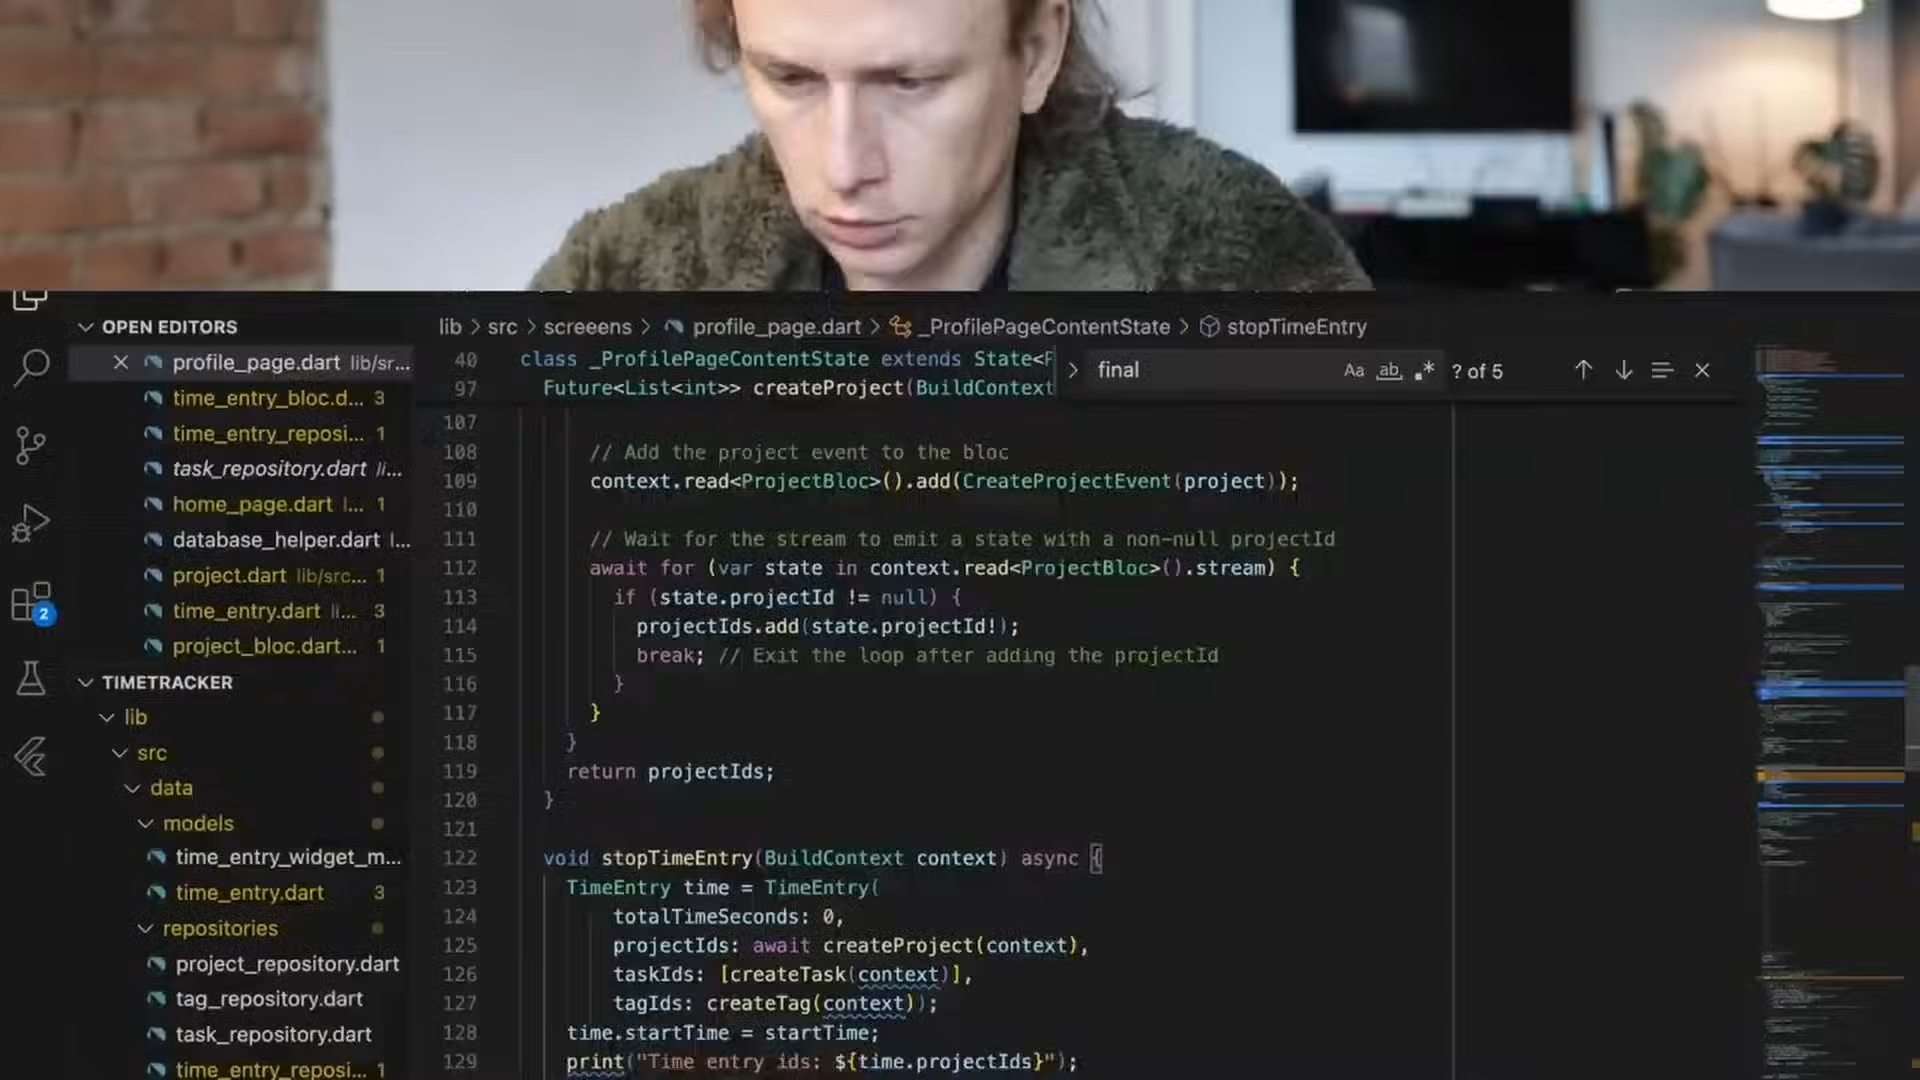 OPEN EDITORS
profile_page.dart lib/sr...
time_entry_bloc.d... 3
time_entry_reposi... 1
task_repository.dart li...
home_page.dart l... 1
database_helper.dart l...
project.dart lib/src... 1
time_entry.dart li... 3
project_bloc.dart... 1
2
TIMETRACKER
lib
src
data
models
time_entry_widget_m...
time_entry.dart 3
repositories
project_repository.dart
tag_repository.dart
task_repository.dart
time_entry_reposi... 1
lib > src > screeens > profile_page.dart > _ProfilePageContentState > stopTimeEntry
final Aa ab .* ? of 5
40 class _ProfilePageContentState extends State<P
97 Future<List<int>> createProject(BuildContext
107
108 // Add the project event to the bloc
109 context.read<ProjectBloc>().add(CreateProjectEvent(project));
110
111 // Wait for the stream to emit a state with a non-null projectId
112 await for (var state in context.read<ProjectBloc>().stream) {
113 if (state.projectId != null) {
114 projectIds.add(state.projectId!);
115 break; // Exit the loop after adding the projectId
116 }
117 }
118 }
119 return projectIds;
120 }
121
122 void stopTimeEntry(BuildContext context) async {
123 TimeEntry time = TimeEntry(
124 totalTimeSeconds: 0,
125 projectIds: await createProject(context),
126 taskIds: [createTask(context)],
127 tagIds: createTag(context));
128 time.startTime = startTime;
129 print("Time entry ids: ${time.projectIds}");